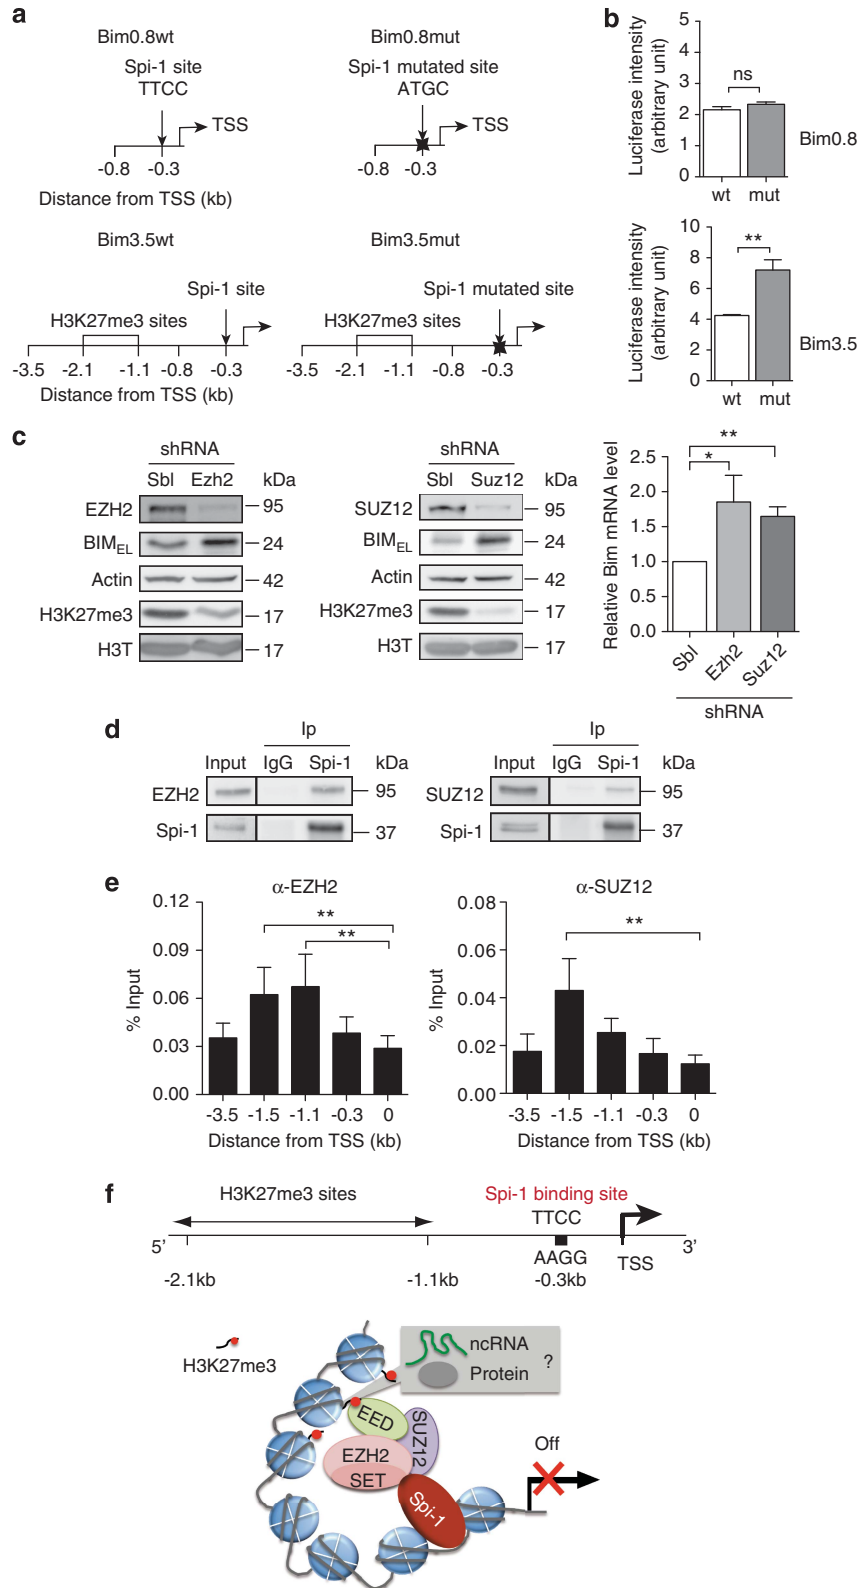 a
Bim0.8wt
Bim0.8mut
Spi-1 site
TTCC
Spi-1 mutated site
ATGC
TSS
TSS
-0.8 -0.3
-0.8 -0.3
Distance from TSS (kb)
Bim3.5wt
Bim3.5mut
Spi-1 site
Spi-1 mutated site
H3K27me3 sites
H3K27me3 sites
-3.5 -2.1 -1.1 -0.8 -0.3
-3.5 -2.1 -1.1 -0.8 -0.3
Distance from TSS (kb)
b
Luciferase intensity
(arbitrary unit)
5
4
3
2
1
0
ns
wt mut
Bim0.8
Luciferase intensity
(arbitrary unit)
10
8
6
4
2
0
**
wt mut
Bim3.5
c
shRNA
Sbl Ezh2 kDa
EZH2 95
BIMEL 24
Actin 42
H3K27me3 17
H3T 17
shRNA
Sbl Suz12 kDa
SUZ12 95
BIMEL 24
Actin 42
H3K27me3 17
H3T 17
Relative Bim mRNA level
2.5
2.0
1.5
1.0
0.5
0.0
**
*
Sbl
Ezh2
Suz12
shRNA
d
Ip
Input IgG Spi-1 kDa
EZH2 95
Spi-1 37
Ip
Input IgG Spi-1 kDa
SUZ12 95
Spi-1 37
e
α-EZH2
% Input
0.12
0.09
0.06
0.03
0.00
**
**
-3.5 -1.5 -1.1 -0.3 0
Distance from TSS (kb)
α-SUZ12
% Input
0.08
0.06
0.04
0.02
0.00
**
-3.5 -1.5 -1.1 -0.3 0
Distance from TSS (kb)
f
H3K27me3 sites
Spi-1 binding site
TTCC
5' 3'
AAGG
TSS
-2.1kb -1.1kb -0.3kb
H3K27me3
ncRNA
Protein
?
EED
SUZ12
EZH2
SET
Spi-1
Off